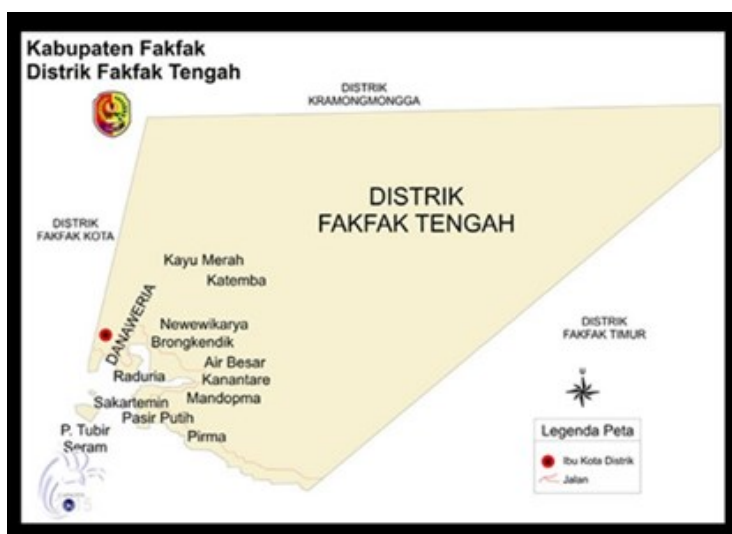 Kabupaten Fakfak
Distrik Fakfak Tengah
DISTRIK
KRAMONGMONGGA
DISTRIK
FAKFAK TENGAH
DISTRIK
FAKFAK KOTA
Kayu Merah
Katemba
DANAWERIA
Newewikarya
Brongkendik
Air Besar
Raduria
Kanantare
Sakartemin
Mandopma
Pasir Putih
P. Tubir
Seram
Pirma
DISTRIK
FAKFAK TIMUR
Legenda Peta
Ibu Kota Distrik
Jalan